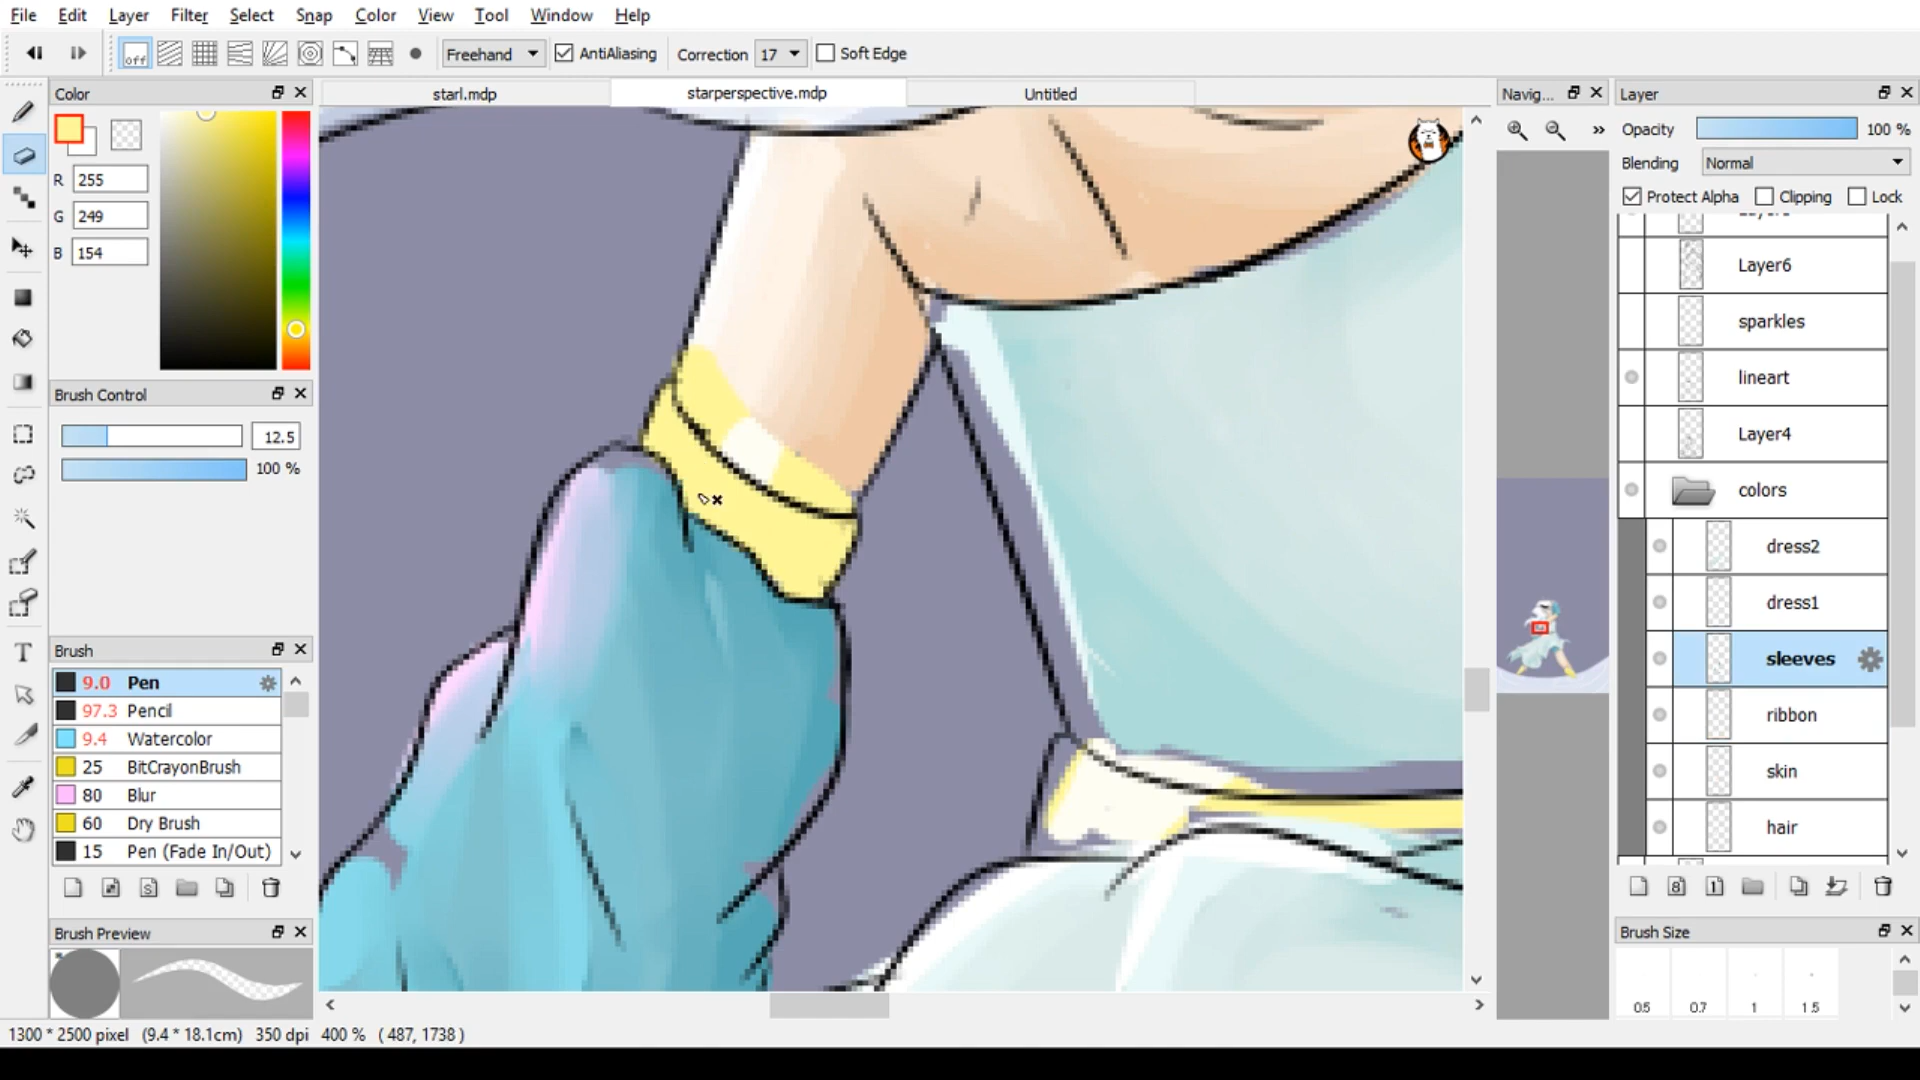 File Edit Layer Filter Select Snap Color View Tool Window Help
off Freehand AntiAliasing Correction 17 Soft Edge
Color
starl.mdp starperspective.mdp Untitled
Navig...
Layer
R 255
G 249
B 154
Opacity 100 %
Blending Normal
Protect Alpha Clipping Lock
Layer6
sparkles
lineart
Layer4
colors
dress2
dress1
sleeves
ribbon
skin
hair
Brush Control
12.5
100 %
Brush
9.0 Pen
97.3 Pencil
9.4 Watercolor
25 BitCrayonBrush
80 Blur
60 Dry Brush
15 Pen (Fade In/Out)
Brush Preview
Brush Size
0.5 0.7 1 1.5
1300 * 2500 pixel (9.4 * 18.1cm) 350 dpi 400 % ( 487, 1738 )